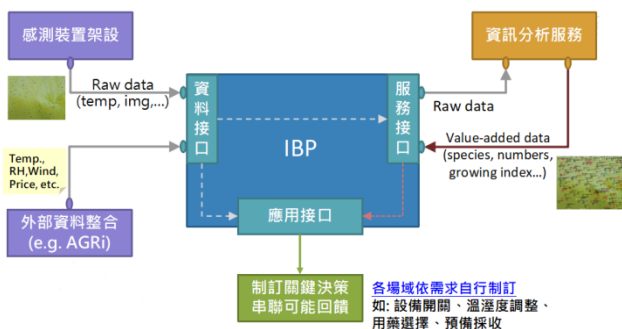 感測裝置架設
資訊分析服務
Raw data
(temp, img,...)
資料接口
IBP
服務接口
Raw data
Value-added data
(species, numbers,
growing index...)
Temp.,
RH,Wind,
Price, etc.
外部資料整合
(e.g. AGRi)
應用接口
制訂關鍵決策
串聯可能回饋
各場域依需求自行制訂
如: 設備開關、溫溼度調整、
用藥選擇、預備採收